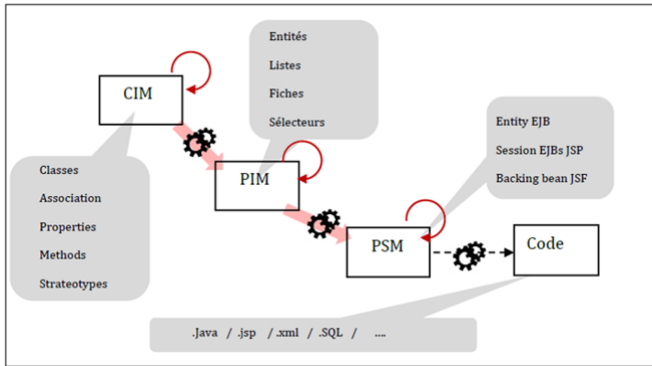 Entités
Listes
Fiches
Sélecteurs
CIM
Entity EJB
Session EJBs JSP
Backing bean JSF
Classes
Association
Properties
Methods
Strateotypes
PIM
PSM
Code
.Java / .jsp / .xml / .SQL / ....